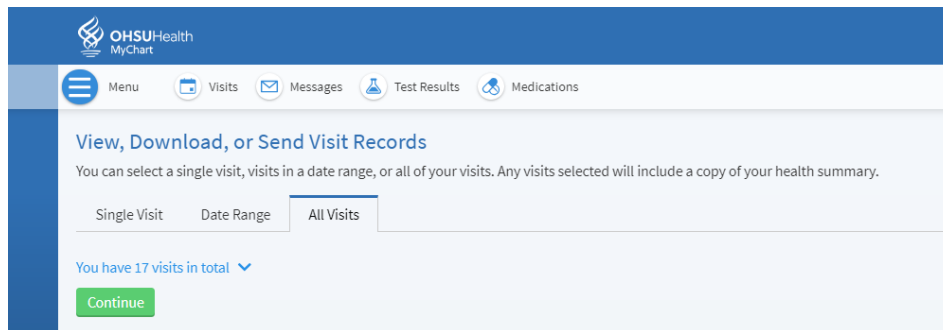 OHSUHealth
MyChart
Menu Visits Messages Test Results Medications
View, Download, or Send Visit Records
You can select a single visit, visits in a date range, or all of your visits. Any visits selected will include a copy of your health summary.
Single Visit Date Range All Visits
You have 17 visits in total
Continue